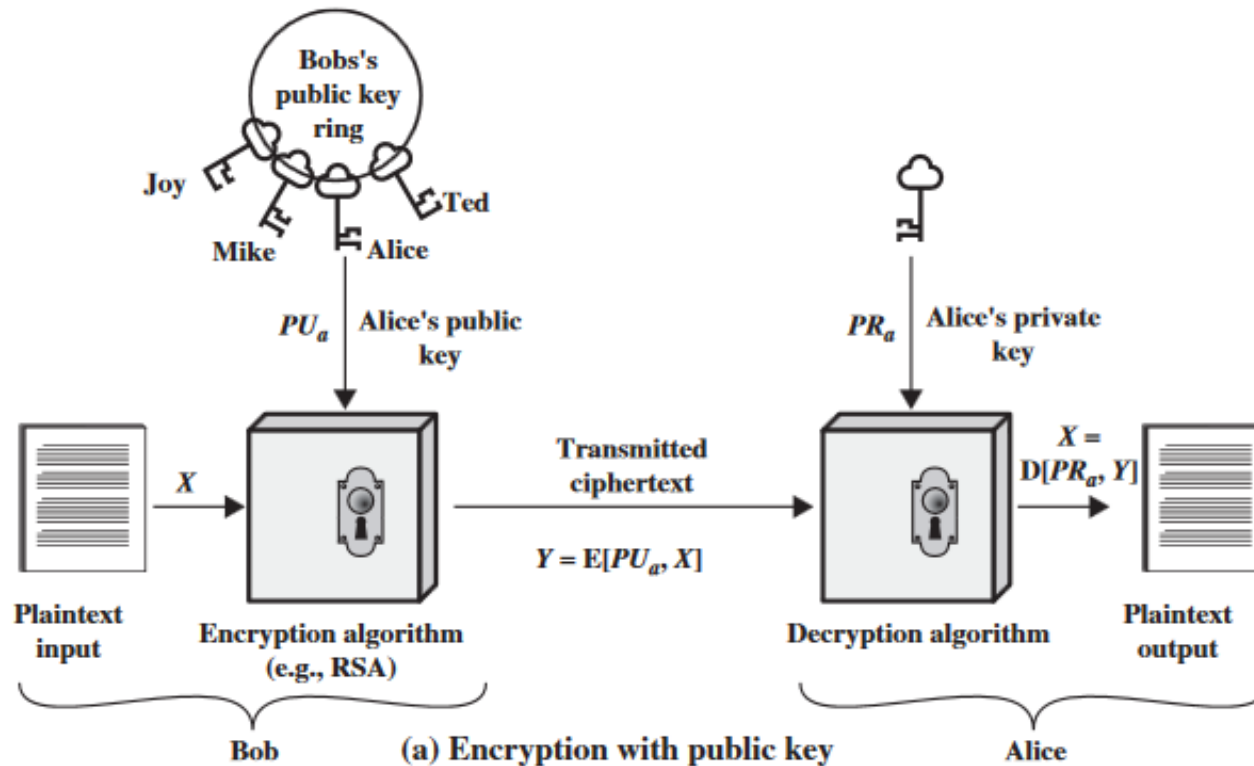 Bobs's
public key
ring
Joy
Ted
Mike
Alice
PUₐ
Alice's public
key
PRₐ
Alice's private
key
X
Transmitted
ciphertext
Y = E[PUₐ, X]
X =
D[PRₐ, Y]
Plaintext
input
Encryption algorithm
(e.g., RSA)
Decryption algorithm
Plaintext
output
Bob
(a) Encryption with public key
Alice